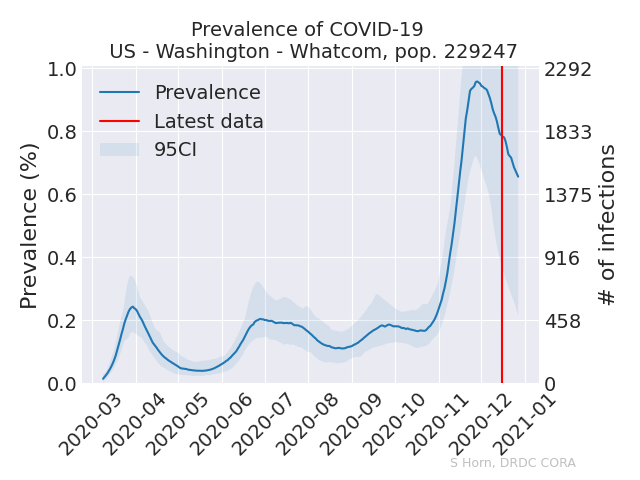 Prevalence of COVID-19
US - Washington - Whatcom, pop. 229247
Prevalence (%)
1.0
0.8
0.6
0.4
0.2
0.0
Prevalence
Latest data
95CI
2292
1833
1375
916
458
0
# of infections
2020-03
2020-04
2020-05
2020-06
2020-07
2020-08
2020-09
2020-10
2020-11
2020-12
2021-01
S Horn, DRDC CORA